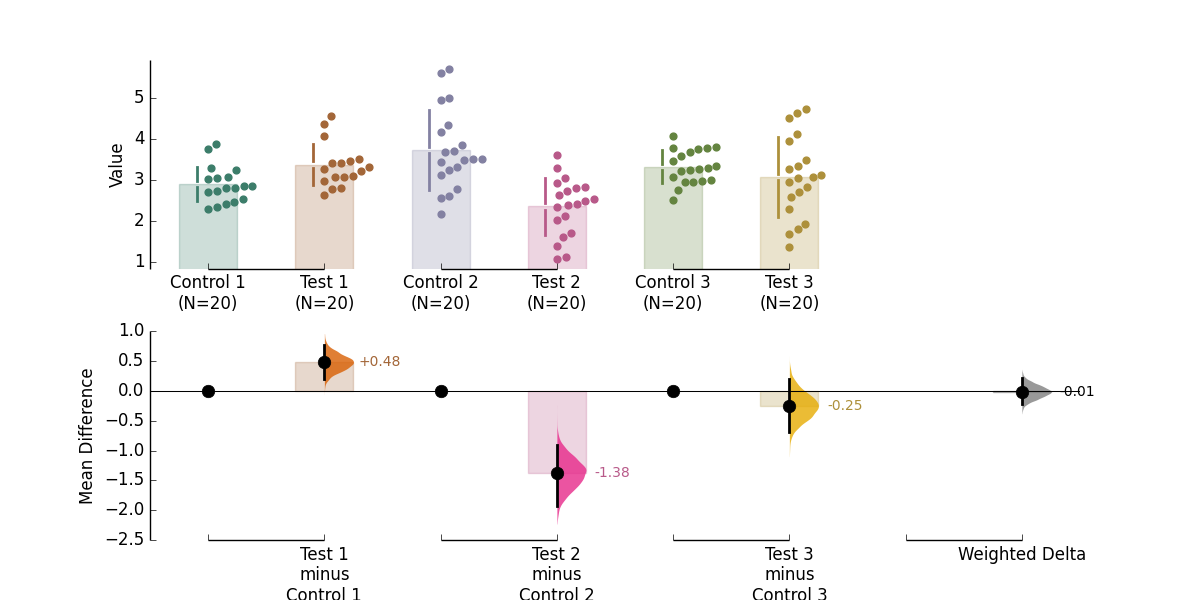 Value
5
4
3
2
1
Control 1 Test 1 Control 2 Test 2 Control 3 Test 3
(N=20) (N=20) (N=20) (N=20) (N=20) (N=20)
Mean Difference
1.0
0.5
0.0
−0.5
−1.0
−1.5
−2.0
−2.5
+0.48
-1.38
-0.25
-0.01
Test 1
minus
Control 1
Test 2
minus
Control 2
Test 3
minus
Control 3
Weighted Delta